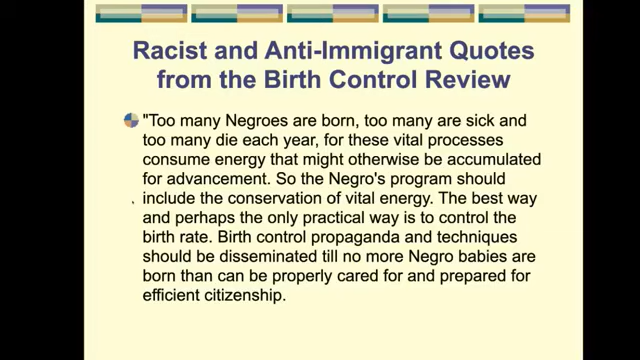 Racist and Anti-Immigrant Quotes
from the Birth Control Review
"Too many Negroes are born, too many are sick and
too many die each year, for these vital processes
consume energy that might otherwise be accumulated
for advancement. So the Negro's program should
include the conservation of vital energy. The best way
and perhaps the only practical way is to control the
birth rate. Birth control propaganda and techniques
should be disseminated till no more Negro babies are
born than can be properly cared for and prepared for
efficient citizenship.